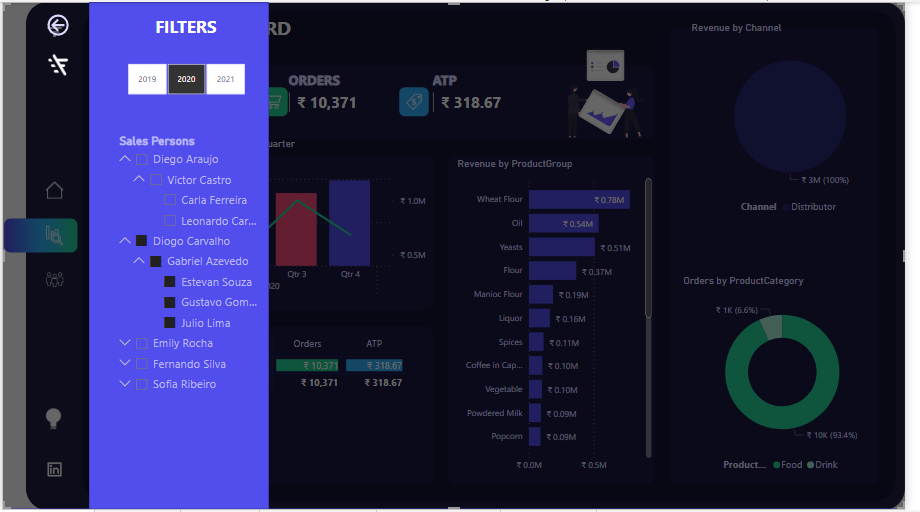 FILTERS
RD
2019
2020
2021
Sales Persons
Diego Araujo
Victor Castro
Carla Ferreira
Leonardo Car...
Diogo Carvalho
Gabriel Azevedo
Estevan Souza
Gustavo Gom...
Julio Lima
Emily Rocha
Fernando Silva
Sofia Ribeiro
ORDERS
₹ 10,371
ATP
₹ 318.67
uarter
₹ 1.0M
₹ 0.5M
Qtr 3
Qtr 4
020
Orders
ATP
₹ 10,371
₹ 318.67
₹ 10,371
₹ 318.67
Revenue by ProductGroup
Wheat Flour
₹ 0.78M
Oil
₹ 0.54M
Yeasts
₹ 0.51M
Flour
₹ 0.37M
Manioc Flour
₹ 0.19M
Liquor
₹ 0.16M
Spices
₹ 0.11M
Coffee in Cap...
₹ 0.10M
Vegetable
₹ 0.10M
Powdered Milk
₹ 0.09M
Popcorn
₹ 0.09M
₹ 0.0M
₹ 0.5M
Revenue by Channel
₹ 3M (100%)
Channel
Distributor
Orders by ProductCategory
₹ 1K (6.6%)
₹ 10K (93.4%)
Product...
Food
Drink
in